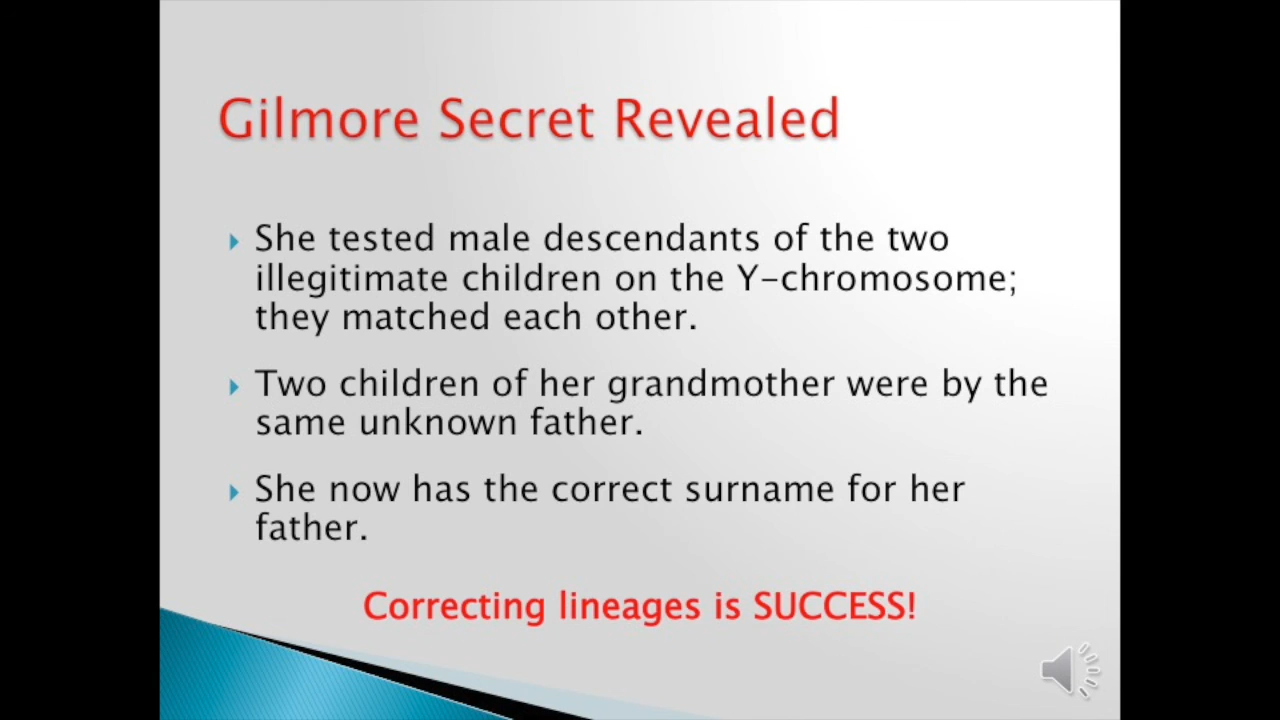 Gilmore Secret Revealed
She tested male descendants of the two
illegitimate children on the Y-chromosome;
they matched each other.
Two children of her grandmother were by the
same unknown father.
She now has the correct surname for her
father.
Correcting lineages is SUCCESS!